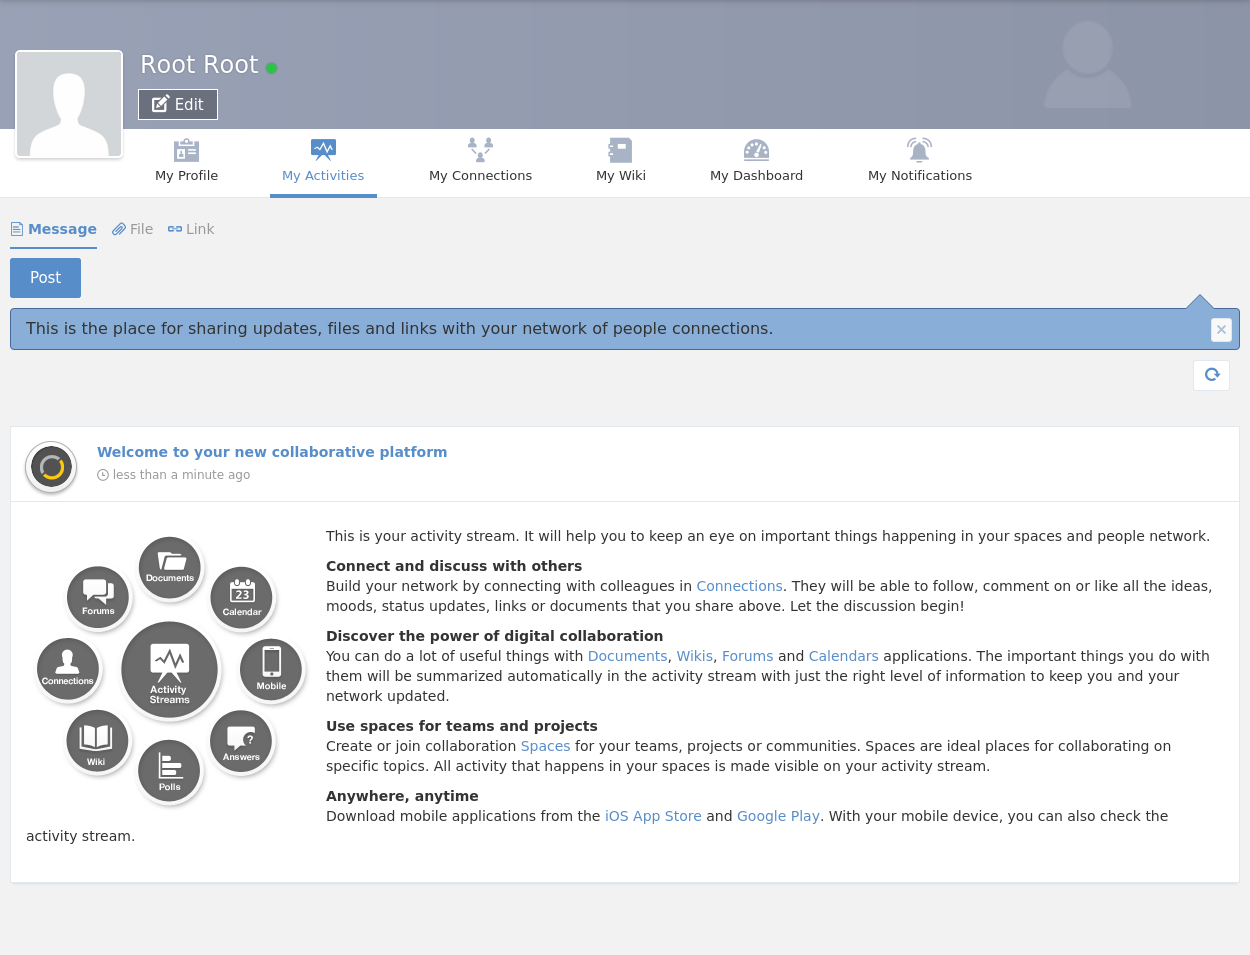 Root Root
Edit
My Profile
My Activities
My Connections
My Wiki
My Dashboard
My Notifications
Message
File
Link
Post
This is the place for sharing updates, files and links with your network of people connections.
Welcome to your new collaborative platform
less than a minute ago
Documents
Forums
23
Calendar
Connections
Activity
Streams
Mobile
Wiki
Answers
Polls
This is your activity stream. It will help you to keep an eye on important things happening in your spaces and people network.
Connect and discuss with others
Build your network by connecting with colleagues in Connections. They will be able to follow, comment on or like all the ideas,
moods, status updates, links or documents that you share above. Let the discussion begin!
Discover the power of digital collaboration
You can do a lot of useful things with Documents, Wikis, Forums and Calendars applications. The important things you do with
them will be summarized automatically in the activity stream with just the right level of information to keep you and your
network updated.
Use spaces for teams and projects
Create or join collaboration Spaces for your teams, projects or communities. Spaces are ideal places for collaborating on
specific topics. All activity that happens in your spaces is made visible on your activity stream.
Anywhere, anytime
Download mobile applications from the iOS App Store and Google Play. With your mobile device, you can also check the
activity stream.